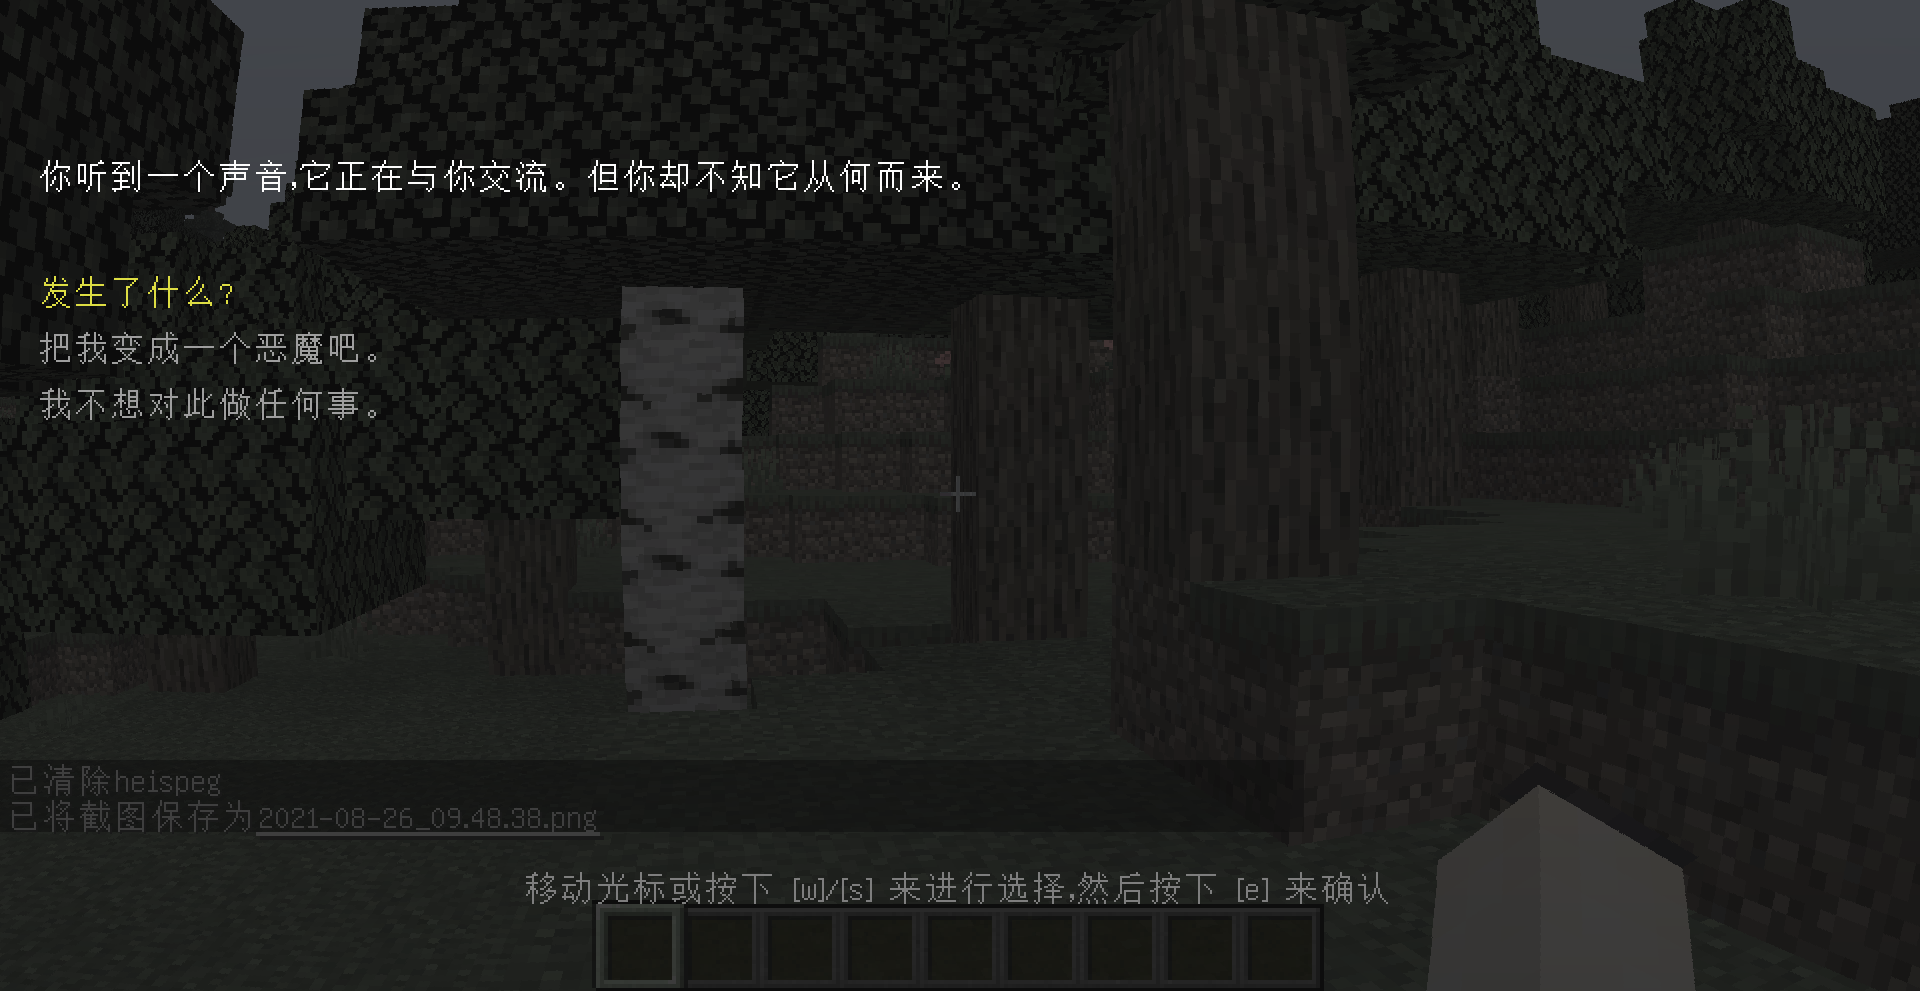 你听到一个声音,它正在与你交流。但你却不知它从何而来。
发生了什么?
把我变成一个恶魔吧。
我不想对此做任何事。
已清除heispeg
已将截图保存为2021-08-26_09.48.38.png
移动光标或按下 [w]/[s] 来进行选择,然后按下 [e] 来确认